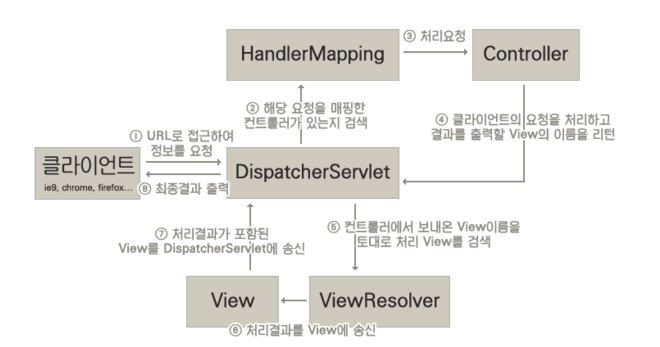 HandlerMapping
③ 처리요청
Controller
② 해당 요청을 매핑한
컨트롤러가 있는지 검색
④ 클라이언트의 요청을 처리하고
결과를 출력할 View의 이름을 리턴
① URL로 접근하여
정보를 요청
클라이언트
ie9, chrome, firefox...
⑧ 최종결과 출력
DispatcherServlet
⑦ 처리결과가 포함된
View를 DispatcherServlet에 송신
⑤ 컨트롤러에서 보내온 View이름을
토대로 처리 View를 검색
View
ViewResolver
⑥ 처리결과를 View에 송신